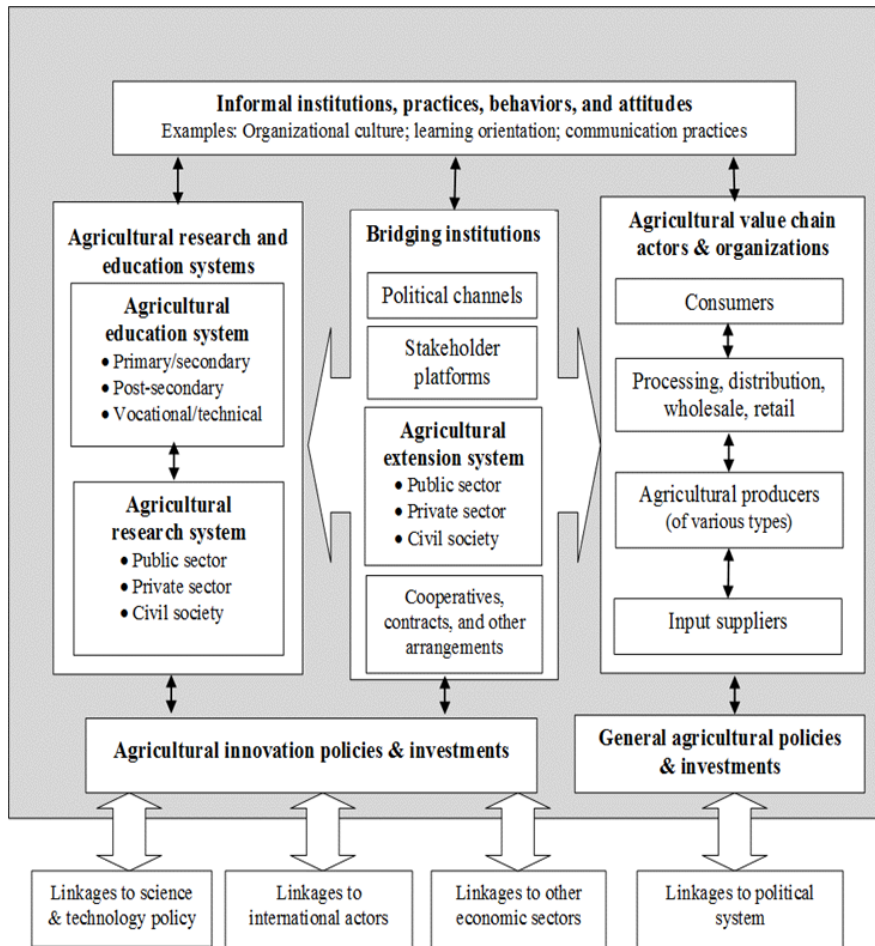 Informal institutions, practices, behaviors, and attitudes
Examples: Organizational culture; learning orientation; communication practices
Agricultural research and
education systems
Agricultural
education system
• Primary/secondary
• Post-secondary
• Vocational/technical
Agricultural
research system
• Public sector
• Private sector
• Civil society
Bridging institutions
Political channels
Stakeholder
platforms
Agricultural
extension system
• Public sector
• Private sector
• Civil society
Cooperatives,
contracts, and other
arrangements
Agricultural value chain
actors & organizations
Consumers
Processing, distribution,
wholesale, retail
Agricultural producers
(of various types)
Input suppliers
Agricultural innovation policies & investments
General agricultural policies
& investments
Linkages to science
& technology policy
Linkages to
international actors
Linkages to other
economic sectors
Linkages to political
system